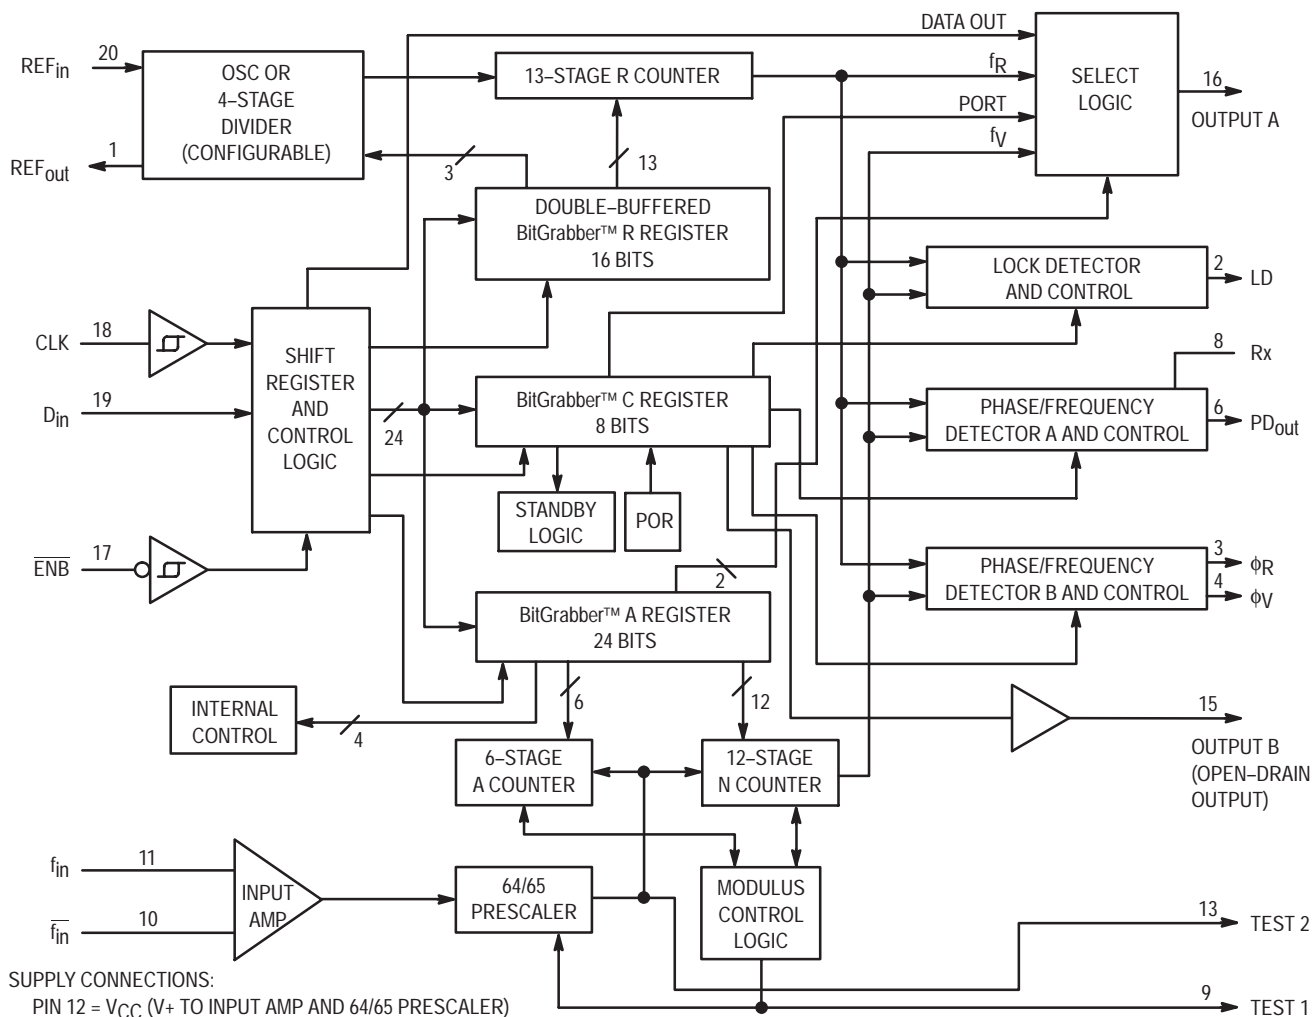 DATA OUT
REFin
20
OSC OR
4–STAGE
DIVIDER
(CONFIGURABLE)
13–STAGE R COUNTER
fR
SELECT
LOGIC
16
OUTPUT A
PORT
fV
REFout
1
3
13
DOUBLE–BUFFERED
BitGrabber™ R REGISTER
16 BITS
LOCK DETECTOR
AND CONTROL
2
LD
CLK
18
SHIFT
REGISTER
AND
CONTROL
LOGIC
8
Rx
Din
19
24
BitGrabber™ C REGISTER
8 BITS
PHASE/FREQUENCY
DETECTOR A AND CONTROL
6
PDout
STANDBY
LOGIC
POR
E̅N̅B̅
17
2
PHASE/FREQUENCY
DETECTOR B AND CONTROL
3
ϕR
4
ϕV
BitGrabber™ A REGISTER
24 BITS
INTERNAL
CONTROL
4
6
12
15
OUTPUT B
(OPEN–DRAIN
OUTPUT)
6–STAGE
A COUNTER
12–STAGE
N COUNTER
fin
11
INPUT
AMP
64/65
PRESCALER
MODULUS
CONTROL
LOGIC
f̅i̅n̅
10
13
TEST 2
SUPPLY CONNECTIONS:
PIN 12 = VCC (V+ TO INPUT AMP AND 64/65 PRESCALER)
9
TEST 1